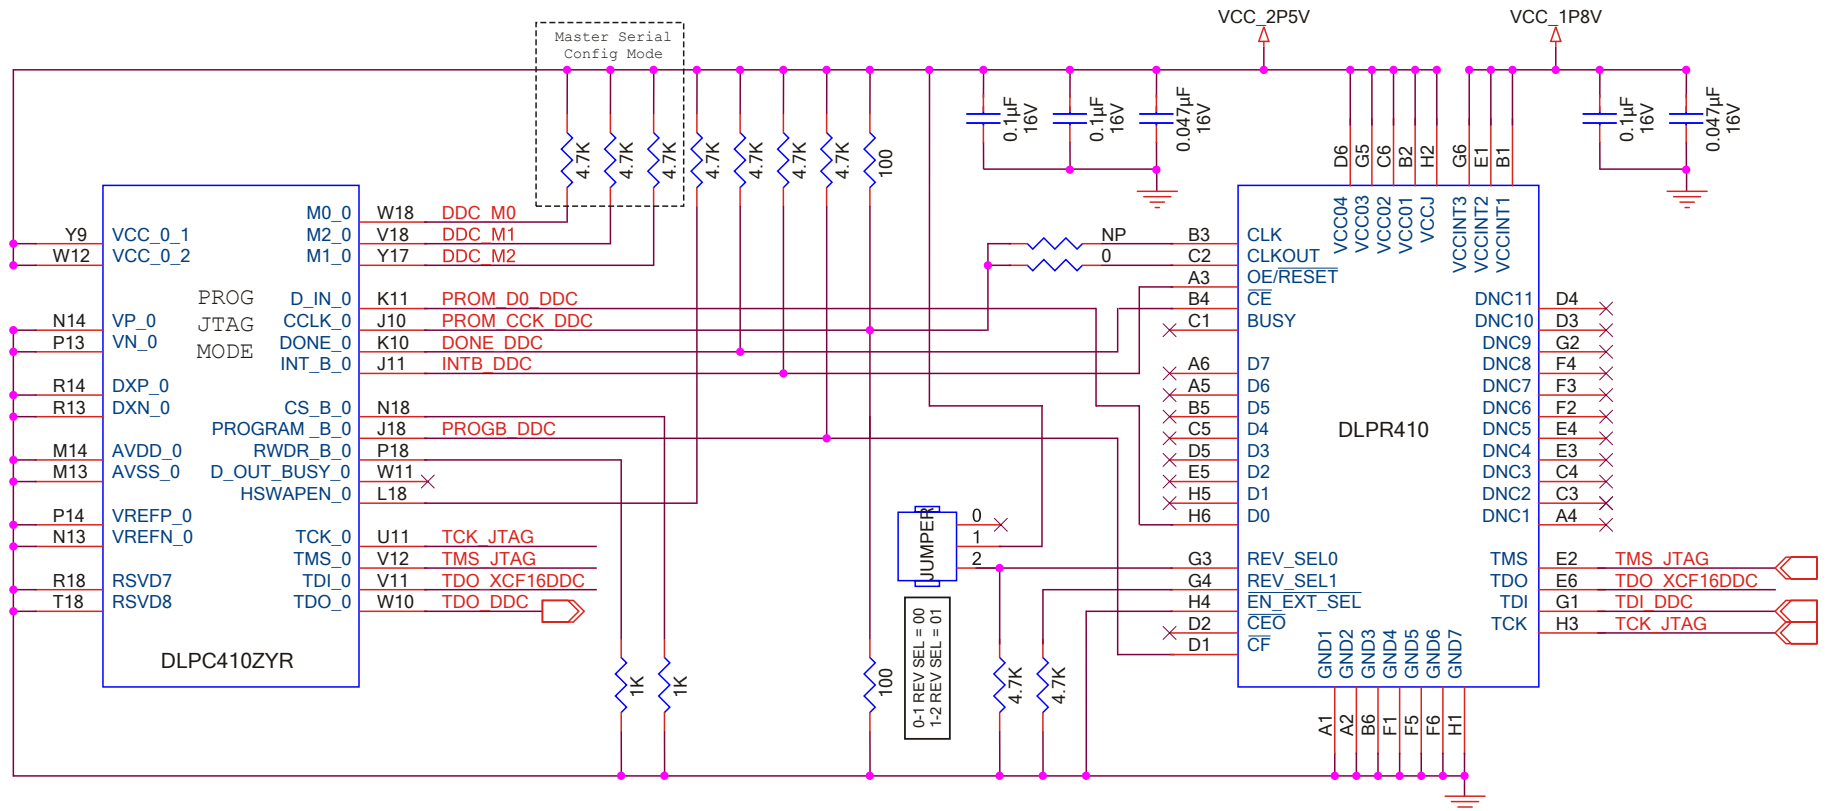 VCC_2P5V
VCC_1P8V
Master Serial
Config Mode
4.7K
4.7K
4.7K
4.7K
4.7K
4.7K
4.7K
100
0.1µF
16V
0.1µF
16V
0.047µF
16V
0.1µF
16V
0.047µF
16V
D6
G5
C6
B2
H2
G6
E1
B1
VCC04
VCC03
VCC02
VCC01
VCCJ
VCCINT3
VCCINT2
VCCINT1
Y9 VCC_0_1
W12 VCC_0_2
N14 VP_0
P13 VN_0
R14 DXP_0
R13 DXN_0
M14 AVDD_0
M13 AVSS_0
P14 VREFP_0
N13 VREFN_0
R18 RSVD7
T18 RSVD8
PROG
JTAG
MODE
DLPC410ZYR
M0_0 W18 DDC_M0
M2_0 V18 DDC_M1
M1_0 Y17 DDC_M2
D_IN_0 K11 PROM_D0_DDC
CCLK_0 J10 PROM_CCK_DDC
DONE_0 K10 DONE_DDC
INT_B_0 J11 INTB_DDC
CS_B_0 N18
PROGRAM _B_0 J18 PROGB_DDC
RWDR_B_0 P18
D_OUT_BUSY_0 W11
HSWAPEN_0 L18
TCK_0 U11 TCK_JTAG
TMS_0 V12 TMS_JTAG
TDI_0 V11 TDO_XCF16DDC
TDO_0 W10 TDO_DDC
1K
1K
100
JUMPER
0
1
2
0-1 REV SEL = 00
1-2 REV SEL = 01
4.7K
4.7K
NP B3 CLK
0 C2 CLKOUT
A3 OE/RESET
B4 CE
C1 BUSY
A6 D7
A5 D6
B5 D5
C5 D4
D5 D3
E5 D2
H5 D1
H6 D0
G3 REV_SEL0
G4 REV_SEL1
H4 EN_EXT_SEL
D2 CEO
D1 CF
DLPR410
DNC11 D4
DNC10 D3
DNC9 G2
DNC8 F4
DNC7 F3
DNC6 F2
DNC5 E4
DNC4 E3
DNC3 C4
DNC2 C3
DNC1 A4
TMS E2 TMS_JTAG
TDO E6 TDO_XCF16DDC
TDI G1 TDI_DDC
TCK H3 TCK_JTAG
GND1
GND2
GND3
GND4
GND5
GND6
GND7
A1
A2
B6
F1
F5
F6
H1